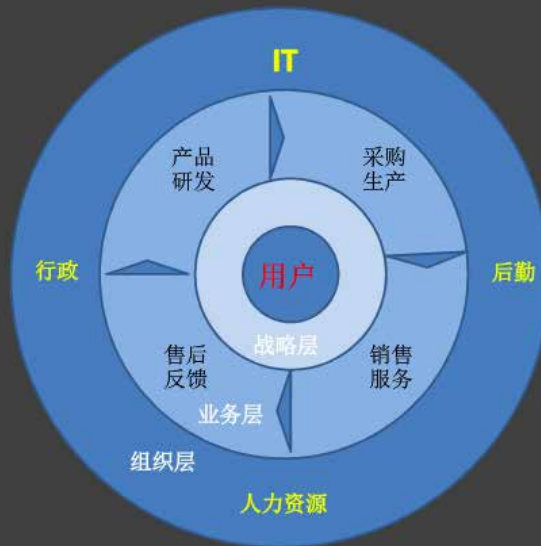 IT
产品
研发
采购
生产
行政
用户
后勤
战略层
售后
反馈
销售
服务
业务层
组织层
人力资源